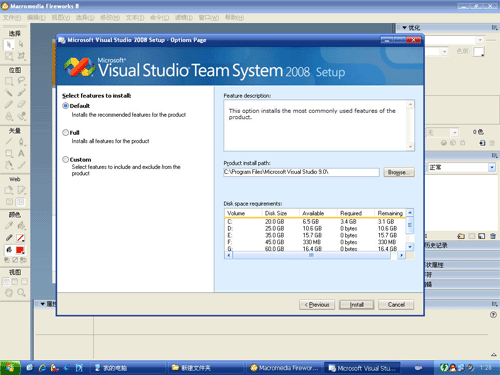 Macromedia Fireworks 8
文件(F) 编辑(E) 视图(V) 选择(S) 修改(M) 文本(T) 命令(C) 滤镜(I) 窗口(W) 帮助(H)
选择
位图
矢量
Web
颜色
视图
优化
色版:
无
0 色
正常
历史记录
Microsoft Visual Studio 2008 Setup - Options Page
Microsoft
Visual Studio Team System 2008 Setup
Select features to install:
Default
Installs the recommended features for the product
Full
Installs all features for the product
Custom
Select features to include and exclude from the
product
Feature description:
This option installs the most commonly used features of the
product.
Product install path:
C:\Program Files\Microsoft Visual Studio 9.0\
Browse...
Disk space requirements:
Volume Disk Size Available Required Remaining
C: 20.0 GB 6.5 GB 3.4 GB 3.1 GB
D: 25.0 GB 10.6 GB 0 bytes 10.6 GB
E: 35.0 GB 15.7 GB 0 bytes 15.7 GB
F: 45.0 GB 330 MB 0 bytes 330 MB
G: 60.0 GB 16.4 GB 0 bytes 16.4 GB
< Previous Install Cancel
我的电脑 新建文件夹 Macromedia Firewor... Microsoft Visual Stu... 1:28